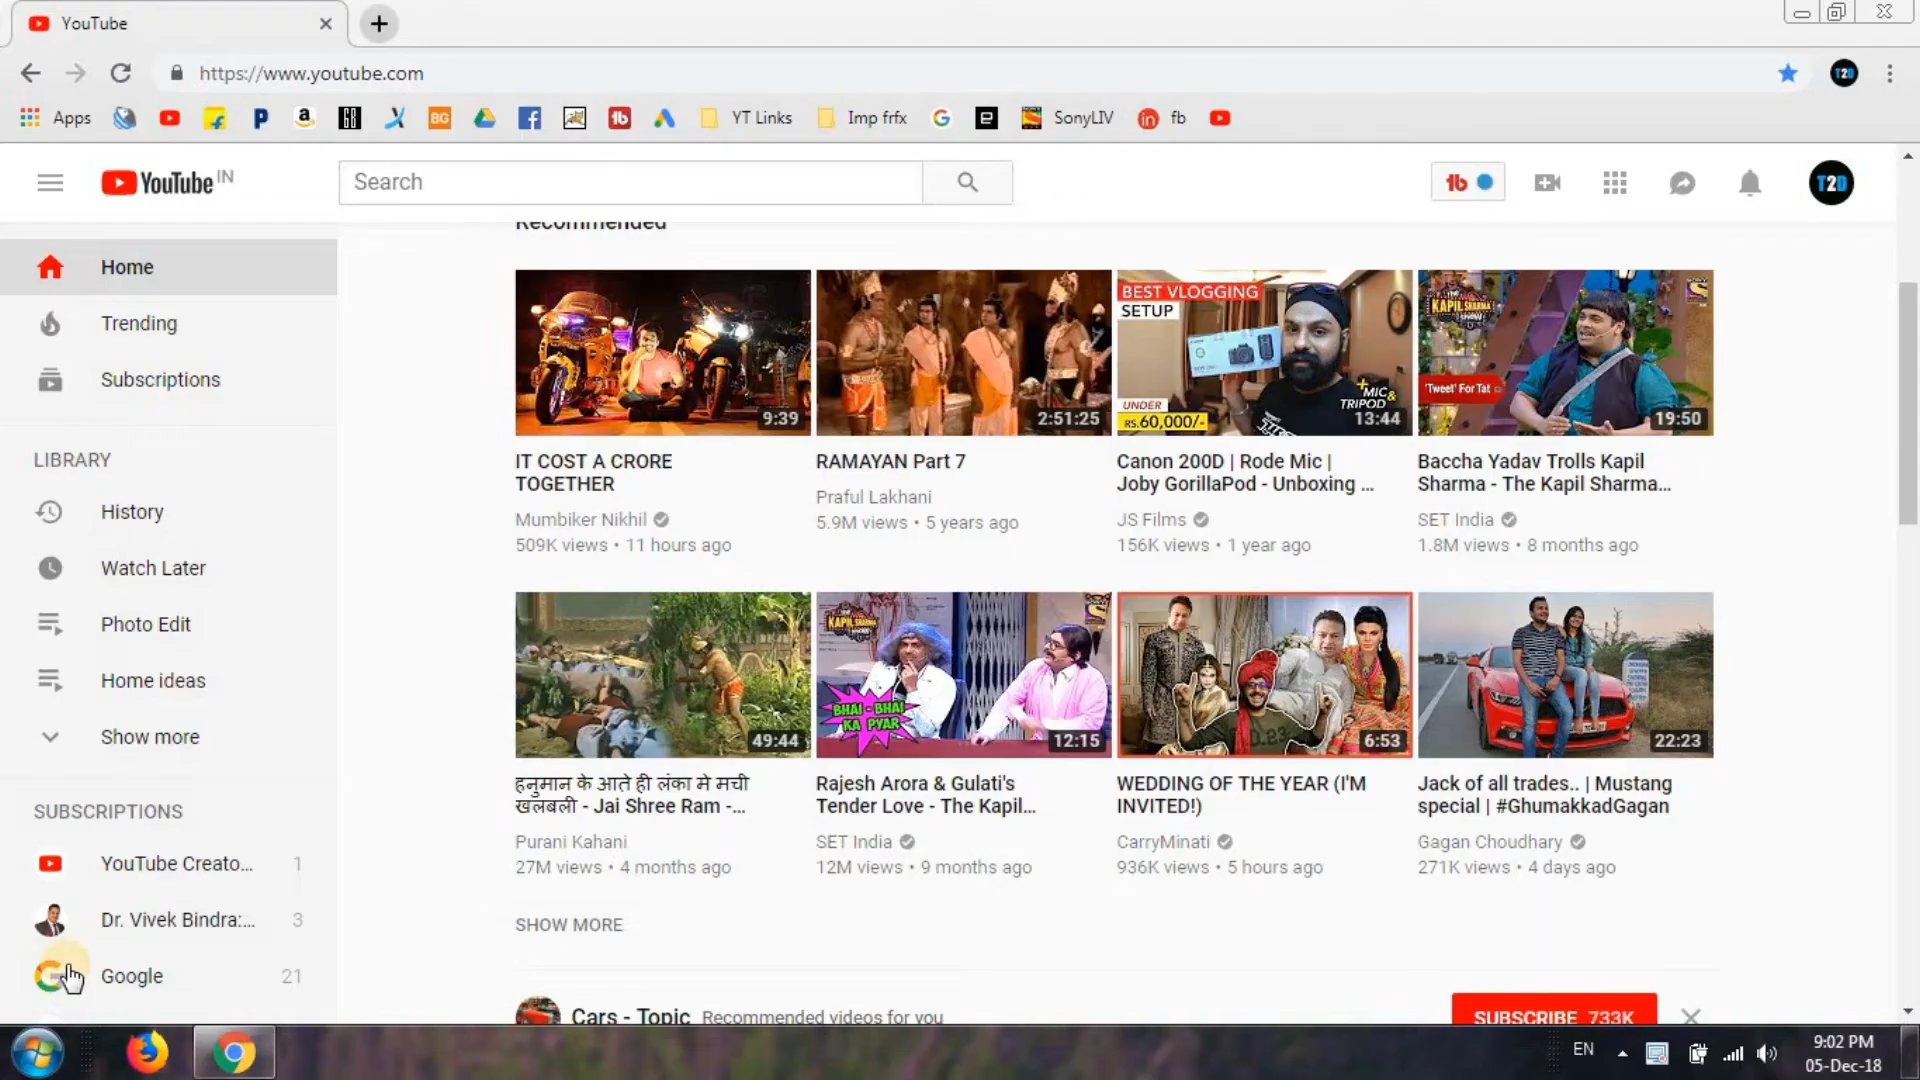 YouTube
https://www.youtube.com
T2D
Apps
P
a
BG
YT Links
Imp frfx
SonyLIV
in fb
YouTube IN
Search
T2D
Recommended
Home
Trending
Subscriptions
LIBRARY
History
Watch Later
Photo Edit
Home ideas
Show more
SUBSCRIPTIONS
YouTube Creato... 1
Dr. Vivek Bindra:... 3
Google 21
9:39
IT COST A CRORE
TOGETHER
Mumbiker Nikhil
509K views • 11 hours ago
2:51:25
RAMAYAN Part 7
Praful Lakhani
5.9M views • 5 years ago
BEST VLOGGING
SETUP
UNDER
RS.60,000/-
+MIC &
TRIPOD
13:44
Canon 200D | Rode Mic |
Joby GorillaPod - Unboxing ...
JS Films
156K views • 1 year ago
KAPIL SHARMA
'Tweet' For Tat
19:50
Baccha Yadav Trolls Kapil
Sharma - The Kapil Sharma...
SET India
1.8M views • 8 months ago
49:44
हनुमान के आते ही लंका मे मची
खलबली - Jai Shree Ram -...
Purani Kahani
27M views • 4 months ago
KAPIL SHARMA
BHAI - BHAI
KA PYAR
12:15
Rajesh Arora & Gulati's
Tender Love - The Kapil...
SET India
12M views • 9 months ago
6:53
WEDDING OF THE YEAR (I'M
INVITED!)
CarryMinati
936K views • 5 hours ago
22:23
Jack of all trades.. | Mustang
special | #GhumakkadGagan
Gagan Choudhary
271K views • 4 days ago
SHOW MORE
Cars - Topic Recommended videos for you
SUBSCRIBE 733K
EN
9:02 PM
05-Dec-18